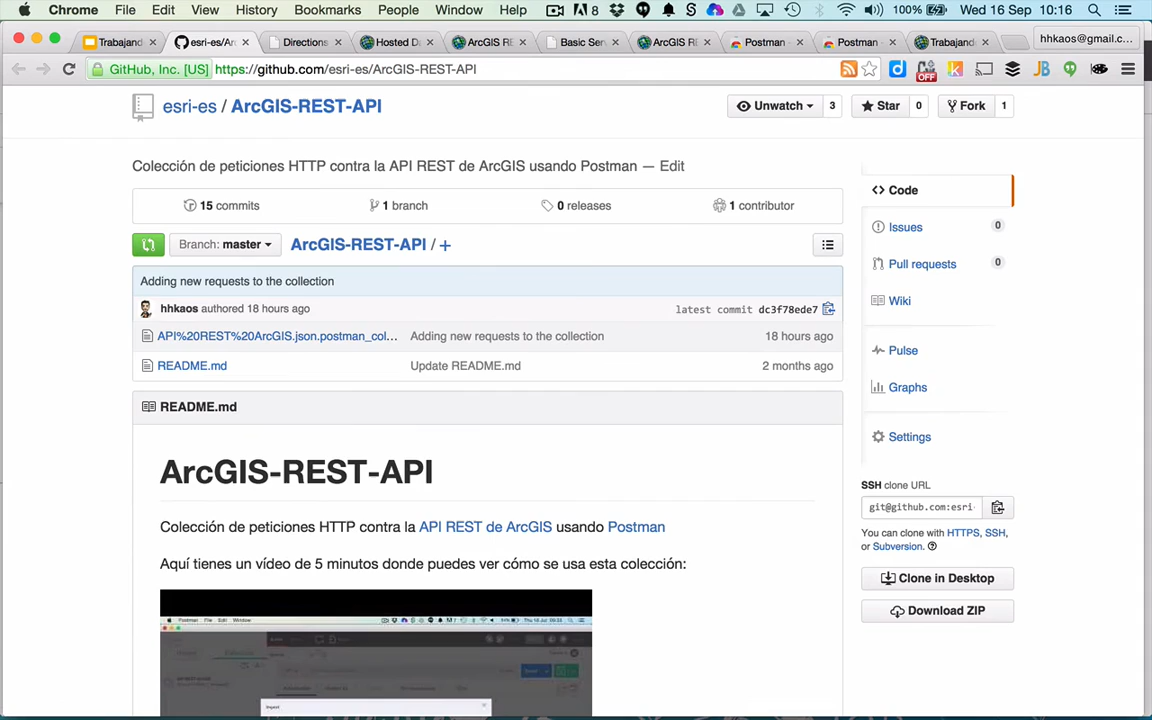 Chrome File Edit View History Bookmarks People Window Help 8 100% Wed 16 Sep 10:16
Trabajand × esri-es/Ar × Directions × Hosted D × ArcGIS RE × Basic Ser × ArcGIS RE × Postman - × Postman - × Trabajand × hhkaos@gmail.c...
GitHub, Inc. [US] https://github.com/esri-es/ArcGIS-REST-API OFF
esri-es / ArcGIS-REST-API Unwatch 3 Star 0 Fork 1
Colección de peticiones HTTP contra la API REST de ArcGIS usando Postman — Edit
15 commits 1 branch 0 releases 1 contributor
Branch: master ArcGIS-REST-API / +
Adding new requests to the collection
hhkaos authored 18 hours ago latest commit dc3f78ede7
API%20REST%20ArcGIS.json.postman_col... Adding new requests to the collection 18 hours ago
README.md Update README.md 2 months ago
README.md
ArcGIS-REST-API
Colección de peticiones HTTP contra la API REST de ArcGIS usando Postman
Aquí tienes un vídeo de 5 minutos donde puedes ver cómo se usa esta colección:
Code
Issues 0
Pull requests 0
Wiki
Pulse
Graphs
Settings
SSH clone URL
git@github.com:esri-
You can clone with HTTPS, SSH,
or Subversion.
Clone in Desktop
Download ZIP